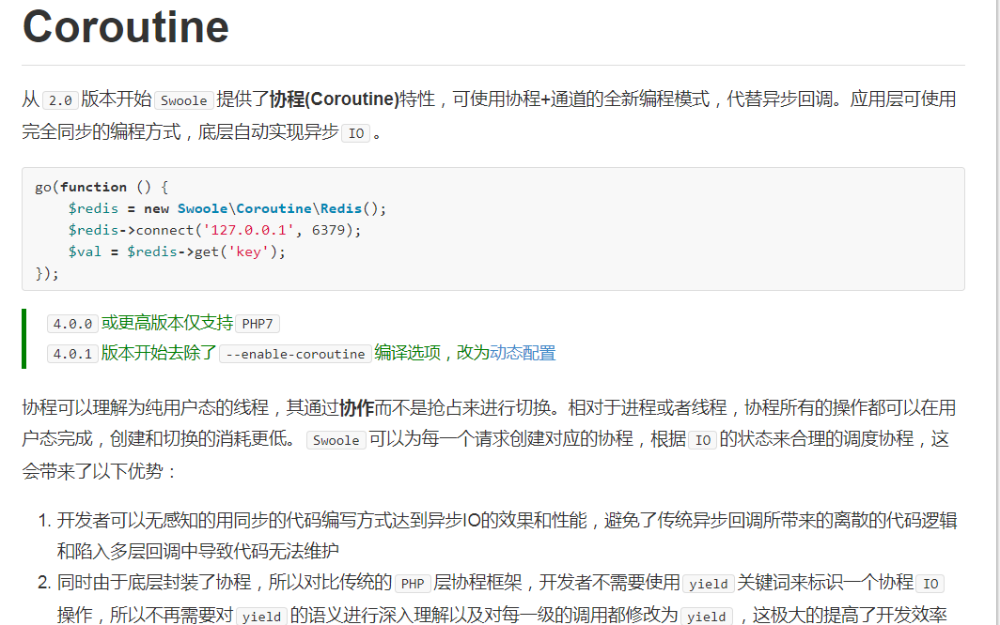 Coroutine
从 2.0 版本开始 Swoole 提供了协程(Coroutine)特性，可使用协程+通道的全新编程模式，代替异步回调。应用层可使用
完全同步的编程方式，底层自动实现异步 IO 。
go(function () {
    $redis = new Swoole\Coroutine\Redis();
    $redis->connect('127.0.0.1', 6379);
    $val = $redis->get('key');
});
4.0.0 或更高版本仅支持 PHP7
4.0.1 版本开始去除了 --enable-coroutine 编译选项，改为动态配置
协程可以理解为纯用户态的线程，其通过协作而不是抢占来进行切换。相对于进程或者线程，协程所有的操作都可以在用
户态完成，创建和切换的消耗更低。 Swoole 可以为每一个请求创建对应的协程，根据 IO 的状态来合理的调度协程，这
会带来了以下优势：
1. 开发者可以无感知的用同步的代码编写方式达到异步IO的效果和性能，避免了传统异步回调所带来的离散的代码逻辑
和陷入多层回调中导致代码无法维护
2. 同时由于底层封装了协程，所以对比传统的 PHP 层协程框架，开发者不需要使用 yield 关键词来标识一个协程 IO
操作，所以不再需要对 yield 的语义进行深入理解以及对每一级的调用都修改为 yield ，这极大的提高了开发效率